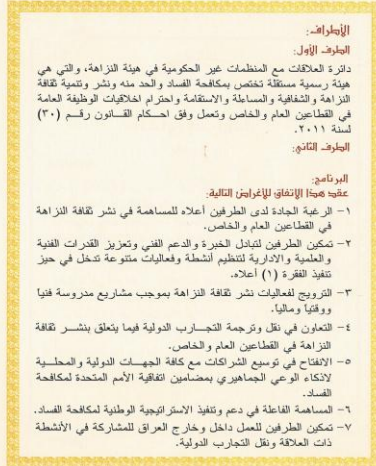 الأطراف:
الطرف الأول:
دائرة العلاقات مع المنظمات غير الحكومية في هيئة النزاهة، والتي هي
هيئة رسمية مستقلة تختص بمكافحة الفساد والحد منه ونشر وتنمية ثقافة
النزاهة والشفافية والمساءلة والاستقامة واحترام اخلاقيات الوظيفة العامة
في القطاعين العام والخاص وتعمل وفق احكام القانون رقم (٣٠)
لسنة ٢٠١١.
الطرف الثاني:
البرنامج:
عقد هذا الإتفاق للأغراض التالية:
١- الرغبة الجادة لدى الطرفين أعلاه للمساهمة في نشر ثقافة النزاهة
في القطاعين العام والخاص.
٢- تمكين الطرفين لتبادل الخبرة والدعم الفني وتعزيز القدرات الفنية
والعلمية والادارية لتنظيم أنشطة وفعاليات متنوعة تدخل في حيز
تنفيذ الفقرة (١) أعلاه.
٣- الترويج لفعاليات نشر ثقافة النزاهة بموجب مشاريع مدروسة فنياً
ووقتياً ومالياً.
٤- التعاون في نقل وترجمة التجارب الدولية فيما يتعلق بنشر ثقافة
النزاهة في القطاعين العام والخاص.
٥- الانفتاح في توسيع الشراكات مع كافة الجهات الدولية والمحلية
لاذكاء الوعي الجماهيري بمضامين اتفاقية الأمم المتحدة لمكافحة
الفساد.
٦- المساهمة الفاعلة في دعم وتنفيذ الاستراتيجية الوطنية لمكافحة الفساد.
٧- تمكين الطرفين للعمل داخل وخارج العراق للمشاركة في الأنشطة
ذات العلاقة ونقل التجارب الدولية.